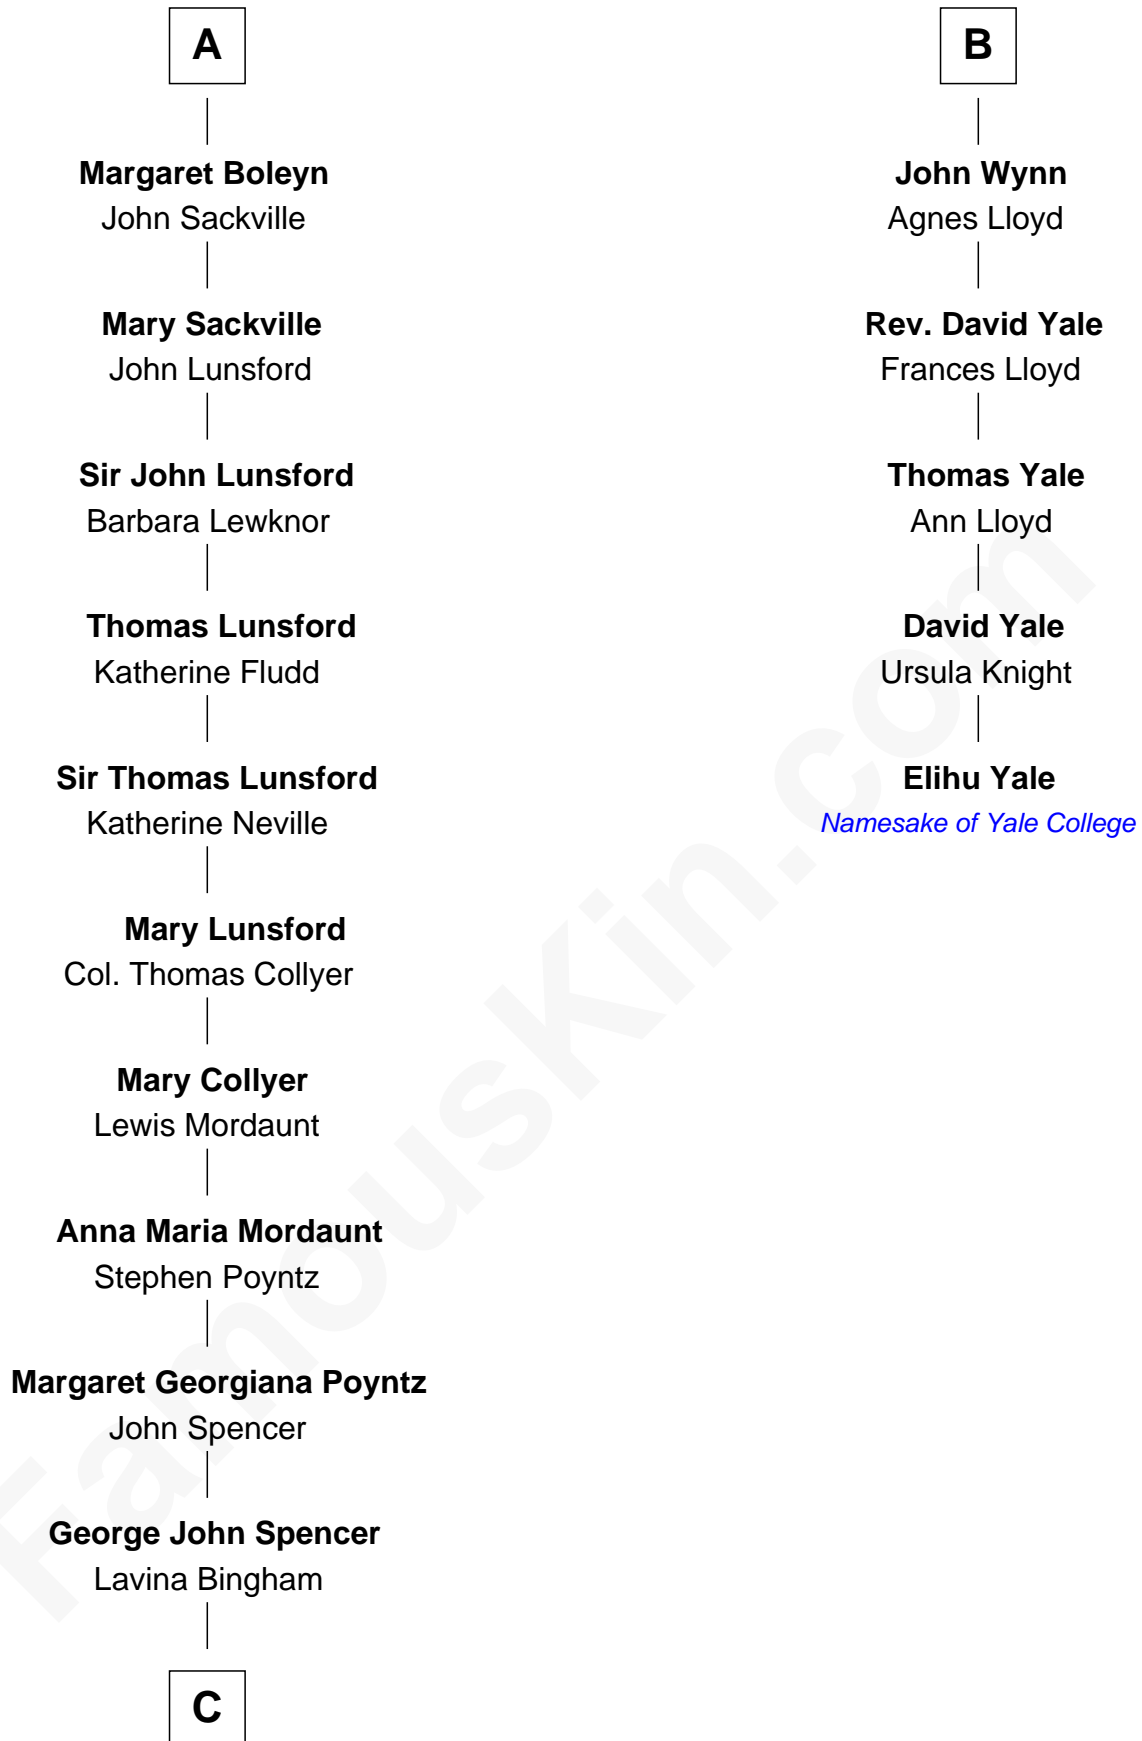 A
Margaret Boleyn
John Sackville
Mary Sackville
John Lunsford
Sir John Lunsford
Barbara Lewknor
Thomas Lunsford
Katherine Fludd
Sir Thomas Lunsford
Katherine Neville
Mary Lunsford
Col. Thomas Collyer
Mary Collyer
Lewis Mordaunt
Anna Maria Mordaunt
Stephen Poyntz
Margaret Georgiana Poyntz
John Spencer
George John Spencer
Lavina Bingham
C
B
John Wynn
Agnes Lloyd
Rev. David Yale
Frances Lloyd
Thomas Yale
Ann Lloyd
David Yale
Ursula Knight
Elihu Yale
Namesake of Yale College
FamousKin.com